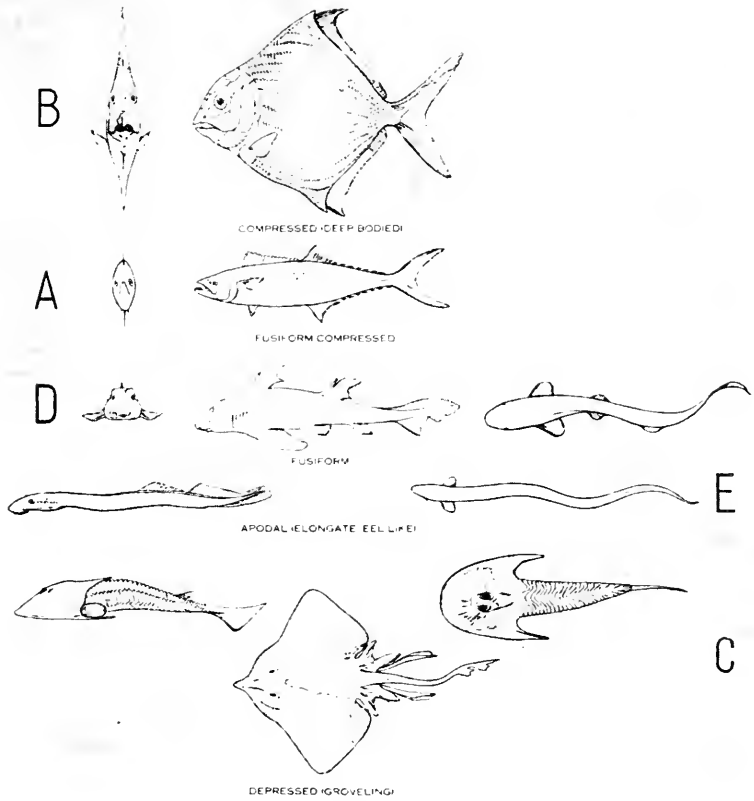 B
COMPRESSED (DEEP BODIED)
A
FUSIFORM COMPRESSED
D
FUSIFORM
E
APODAL (ELONGATE EEL LIKE)
C
DEPRESSED (GROVELING)